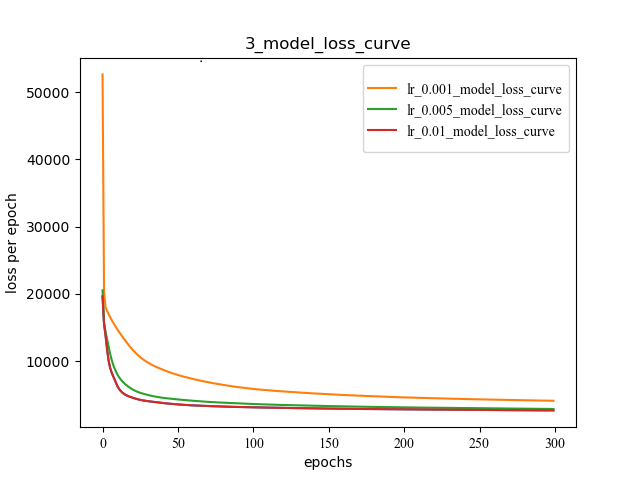 3_model_loss_curve
lr_0.001_model_loss_curve
lr_0.005_model_loss_curve
lr_0.01_model_loss_curve
loss per epoch
50000
40000
30000
20000
10000
0 50 100 150 200 250 300
epochs